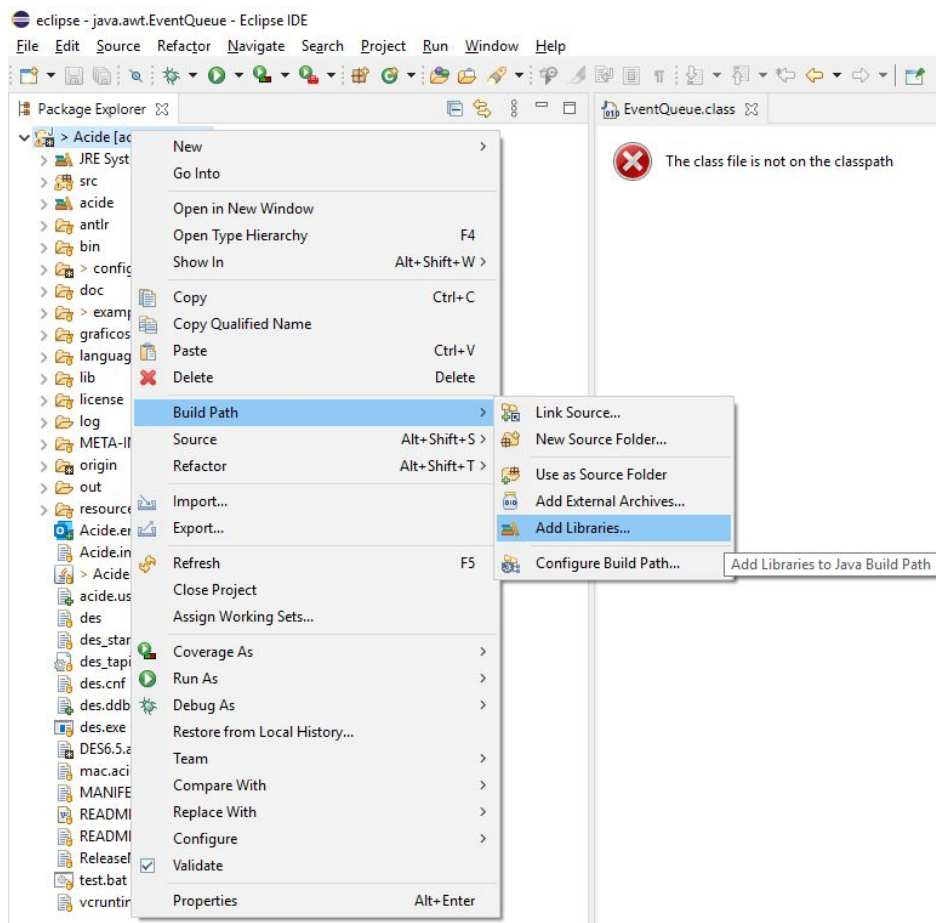 eclipse - java.awt.EventQueue - Eclipse IDE
File Edit Source Refactor Navigate Search Project Run Window Help
Package Explorer
> Acide [ac
JRE Syst
src
acide
antlr
bin
> config
doc
> examp
graficos
languag
lib
license
log
META-IN
origin
out
resource
Acide.en
Acide.in
> Acide
acide.us
des
des_star
des_tapi
des.cnf
des.ddb
des.exe
DES6.5.a
mac.aci
MANIFE
READM
READM
Release
test.bat
vcruntin
New >
Go Into
Open in New Window
Open Type Hierarchy F4
Show In Alt+Shift+W >
Copy Ctrl+C
Copy Qualified Name
Paste Ctrl+V
Delete Delete
Build Path >
Source Alt+Shift+S >
Refactor Alt+Shift+T >
Import...
Export...
Refresh F5
Close Project
Assign Working Sets...
Coverage As >
Run As >
Debug As >
Restore from Local History...
Team >
Compare With >
Replace With >
Configure >
Validate
Properties Alt+Enter
Link Source...
New Source Folder...
Use as Source Folder
Add External Archives...
Add Libraries...
Configure Build Path...
Add Libraries to Java Build Path
EventQueue.class
The class file is not on the classpath